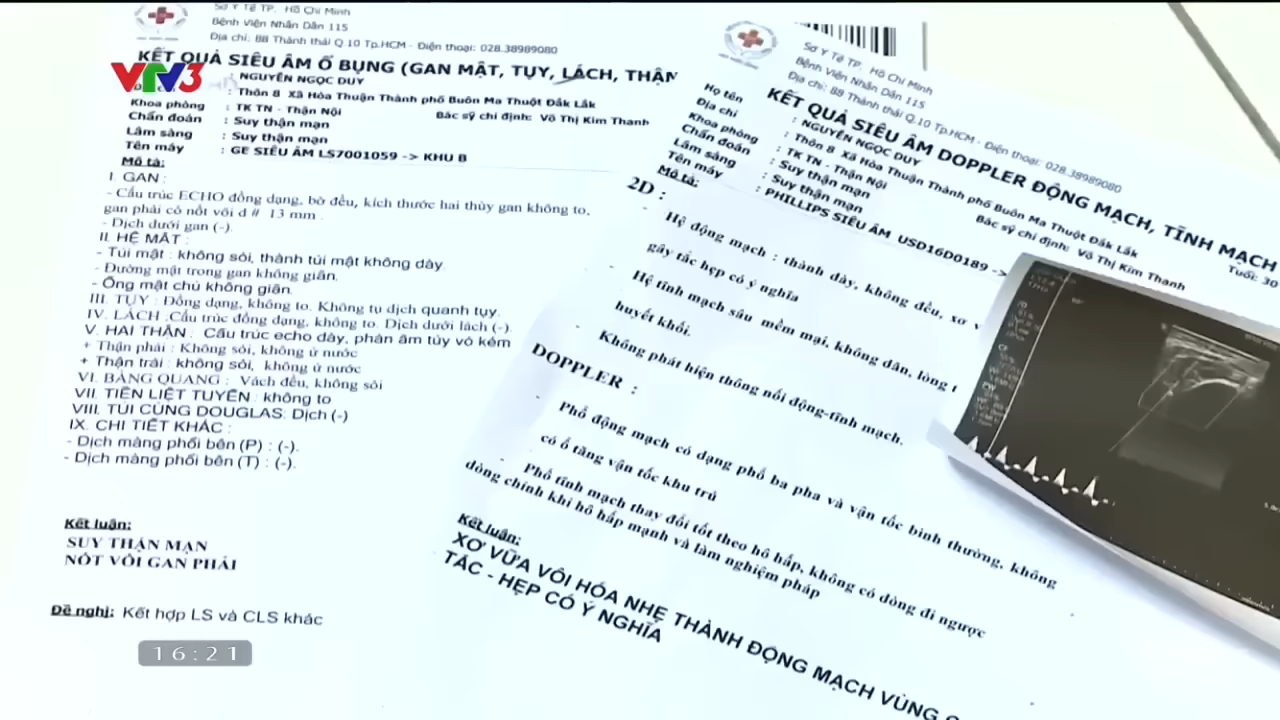 VTV3
Sở Y Tế TP. Hồ Chí Minh
Bệnh Viện Nhân Dân 115
Địa chỉ: 88 Thành thái Q.10 Tp.HCM - Điện thoại: 028.38989080
KẾT QUẢ SIÊU ÂM Ổ BỤNG (GAN MẬT, TỤY, LÁCH, THẬN
NGUYỄN NGỌC DUY
: Thôn 8 Xã Hòa Thuận Thành phố Buôn Ma Thuột Đắk Lắk
Khoa phòng : TK TN - Thận Nội Bác sỹ chỉ định: Võ Thị Kim Thanh
Chẩn đoán : Suy thận mạn
Lâm sàng : Suy thận mạn
Tên máy : GE SIÊU ÂM LS7001059 -> KHU B
Mô tả:
I. GAN :
- Cấu trúc ECHO đồng dạng, bờ đều, kích thước hai thùy gan không to,
gan phải có nốt vôi d # 13 mm .
- Dịch dưới gan (-).
II. HỆ MẬT :
- Túi mật : không sỏi, thành túi mật không dày
- Đường mật trong gan không giãn.
- Ống mật chủ không giãn.
III. TỤY : Đồng dạng, không to. Không tụ dịch quanh tụy.
IV. LÁCH :Cấu trúc đồng dạng, không to. Dịch dưới lách (-).
V. HAI THẬN : Cấu trúc echo dày, phân âm tủy vỏ kém
+ Thận phải : Không sỏi, không ứ nước
+ Thận trái : không sỏi, không ứ nước
VI. BÀNG QUANG : Vách đều, không sỏi
VII. TIỀN LIỆT TUYẾN : không to
VIII. TÚI CÙNG DOUGLAS: Dịch (-)
IX. CHI TIẾT KHÁC :
- Dịch màng phổi bên (P) : (-).
- Dịch màng phổi bên (T) : (-).
Kết luận:
SUY THẬN MẠN
NỐT VÔI GAN PHẢI
Đề nghị: Kết hợp LS và CLS khác
16:21
Sở Y Tế TP. Hồ Chí Minh
Bệnh Viện Nhân Dân 115
Địa chỉ: 88 Thành thái Q.10 Tp.HCM - Điện thoại: 028.38989080
KẾT QUẢ SIÊU ÂM DOPPLER ĐỘNG MẠCH, TĨNH MẠCH
Họ tên : NGUYỄN NGỌC DUY Tuổi: 30
Địa chỉ : Thôn 8 Xã Hòa Thuận Thành phố Buôn Ma Thuột Đắk Lắk
Khoa phòng : TK TN - Thận Nội Bác sỹ chỉ định: Võ Thị Kim Thanh
Chẩn đoán : Suy thận mạn
Lâm sàng : Suy thận mạn
Tên máy : PHILLIPS SIÊU ÂM USD16D0189 ->
Mô tả:
2D :
- Hệ động mạch : thành dày, không đều, xơ v
gây tắc hẹp có ý nghĩa
- Hệ tĩnh mạch sâu mềm mại, không dãn, lòng t
huyết khối.
- Không phát hiện thông nối động-tĩnh mạch.
DOPPLER :
- Phổ động mạch có dạng phổ ba pha và vận tốc bình thường, không
có ổ tăng vận tốc khu trú
- Phổ tĩnh mạch thay đổi tốt theo hô hấp, không có dòng đi ngược
dòng chính khi hô hấp mạnh và làm nghiệm pháp
Kết luận:
XƠ VỮA VÔI HÓA NHẸ THÀNH ĐỘNG MẠCH VÙNG
TẮC - HẸP CÓ Ý NGHĨA